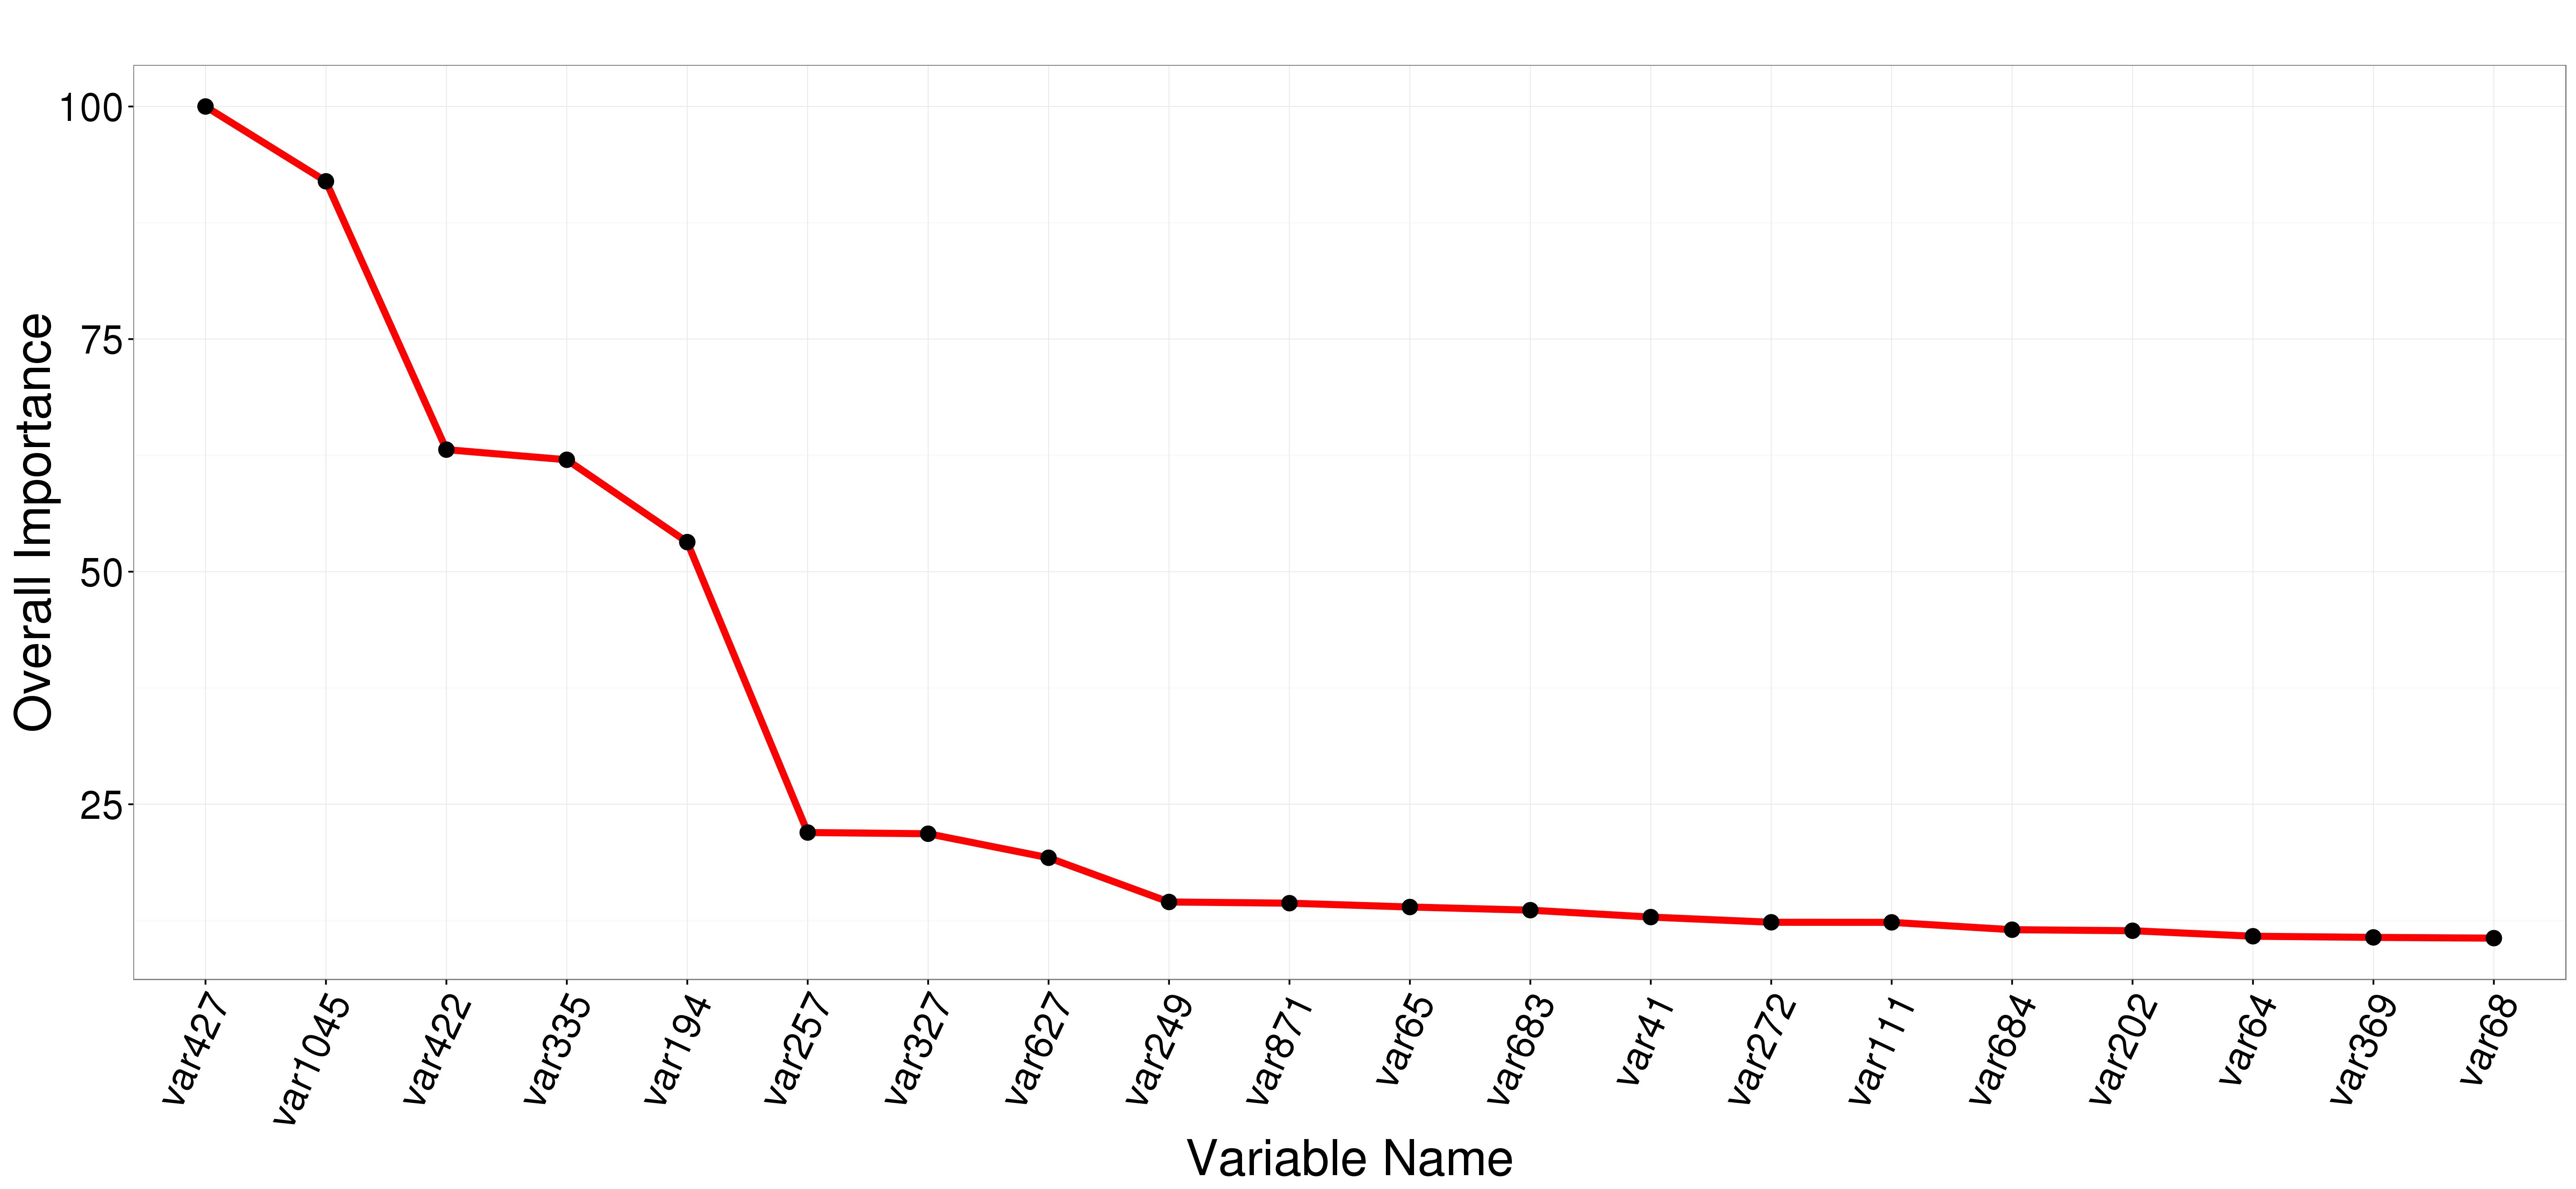 Overall Importance
100
75
50
25
var427
var1045
var422
var335
var194
var257
var327
var627
var249
var871
var65
var683
var41
var272
var111
var684
var202
var64
var369
var68
Variable Name